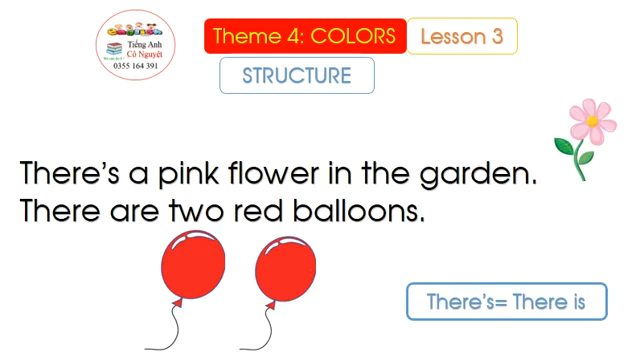 English
Tiếng Anh
Cô Nguyệt
0355 164 391
Theme 4: COLORS
Lesson 3
STRUCTURE
There's a pink flower in the garden.
There are two red balloons.
There's= There is